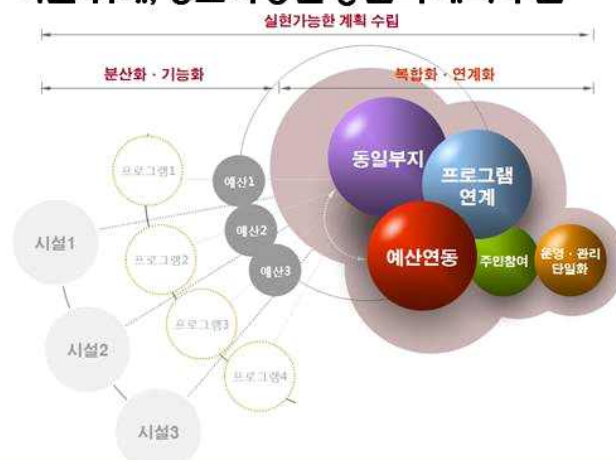 실현가능한 계획 수립
분산화 · 기능화
복합화 · 연계화
프로그램1
예산1
동일부지
프로그램
연계
시설1
예산2
프로그램2
예산3
예산연동
주인참여
운영 · 관리
단일화
프로그램3
시설2
프로그램4
시설3